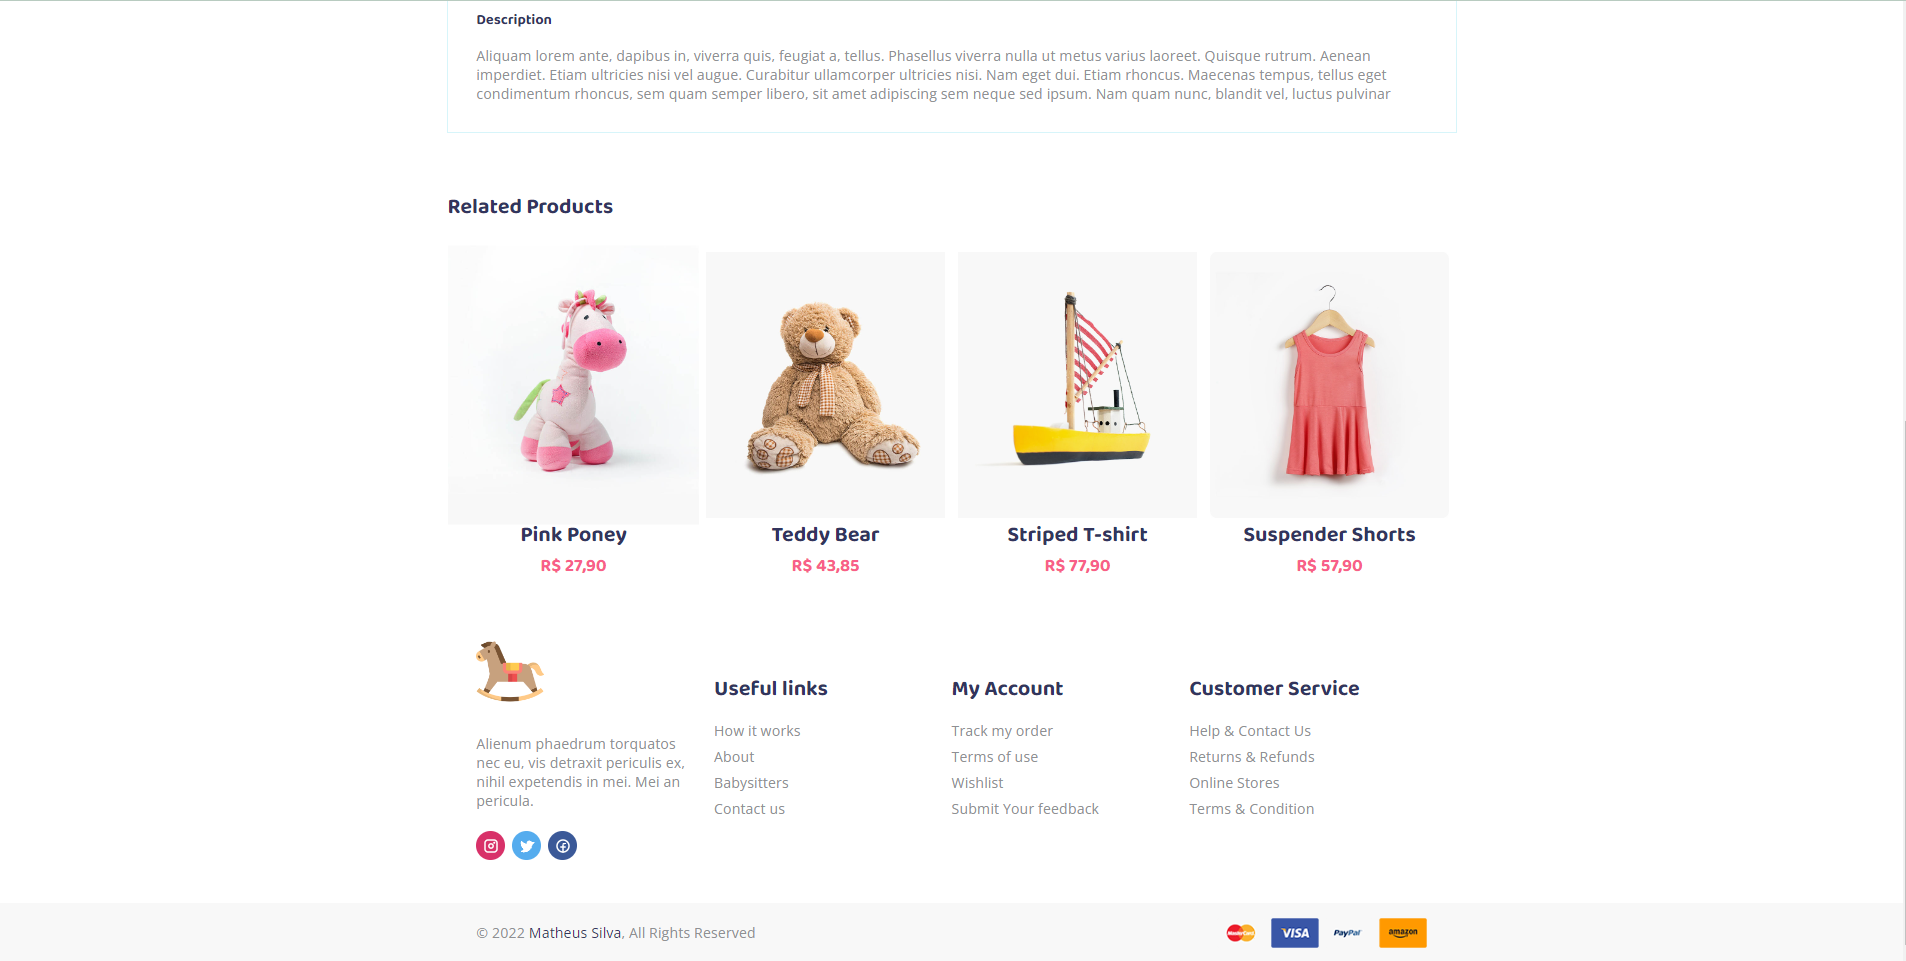 Description
Aliquam lorem ante, dapibus in, viverra quis, feugiat a, tellus. Phasellus viverra nulla ut metus varius laoreet. Quisque rutrum. Aenean
imperdiet. Etiam ultricies nisi vel augue. Curabitur ullamcorper ultricies nisi. Nam eget dui. Etiam rhoncus. Maecenas tempus, tellus eget
condimentum rhoncus, sem quam semper libero, sit amet adipiscing sem neque sed ipsum. Nam quam nunc, blandit vel, luctus pulvinar
Related Products
Pink Poney
R$ 27,90
Teddy Bear
R$ 43,85
Striped T-shirt
R$ 77,90
Suspender Shorts
R$ 57,90
Alienum phaedrum torquatos
nec eu, vis detraxit periculis ex,
nihil expetendis in mei. Mei an
pericula.
Useful links
How it works
About
Babysitters
Contact us
My Account
Track my order
Terms of use
Wishlist
Submit Your feedback
Customer Service
Help & Contact Us
Returns & Refunds
Online Stores
Terms & Condition
© 2022 Matheus Silva, All Rights Reserved
MasterCard
VISA
PayPal
amazon